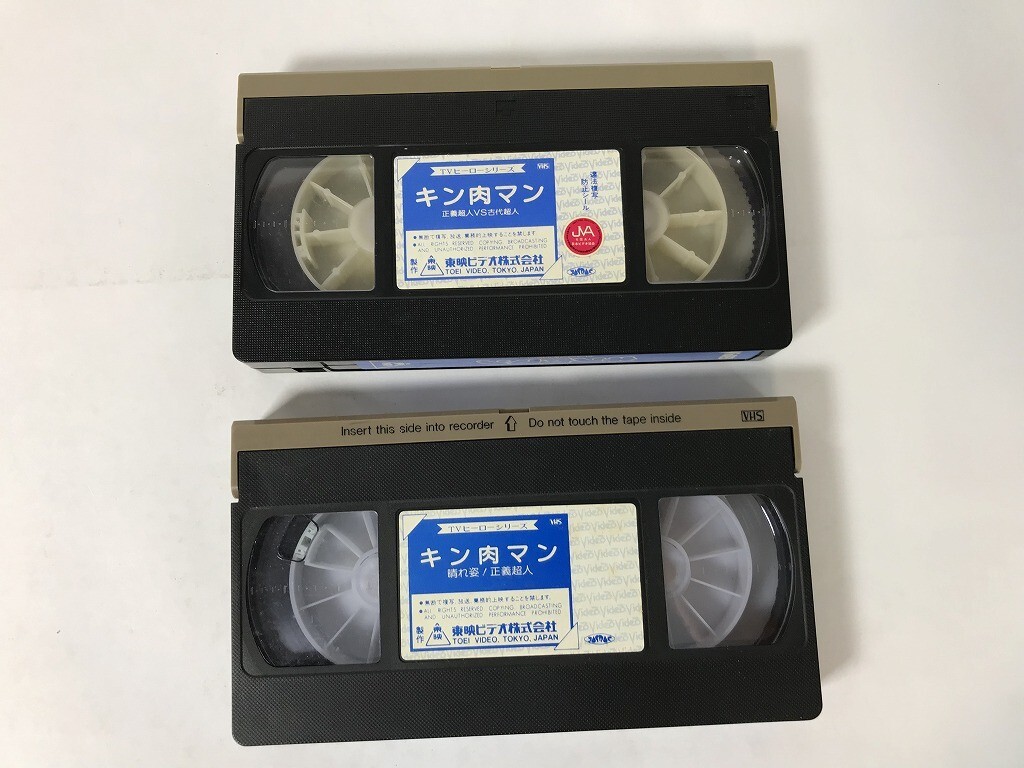 TVヒーローシリーズ
VHS
キン肉マン
正義超人VS古代超人
●無断で複写、放送、業務的上映することを禁じます。
●ALL RIGHTS RESERVED. COPYING, BROADCASTING
AND UNAUTHORIZED PERFORMANCE PROHIBITED
製作
東映
東映ビデオ株式会社
TOEI VIDEO, TOKYO, JAPAN
違法複写
防止シール
JVA
Insert this side into recorder ⇧ Do not touch the tape inside
VHS
TVヒーローシリーズ
VHS
キン肉マン
晴れ姿/正義超人
●無断で複写、放送、業務的上映することを禁じます。
●ALL RIGHTS RESERVED. COPYING, BROADCASTING
AND UNAUTHORIZED PERFORMANCE PROHIBITED
製作
東映
東映ビデオ株式会社
TOEI VIDEO, TOKYO, JAPAN